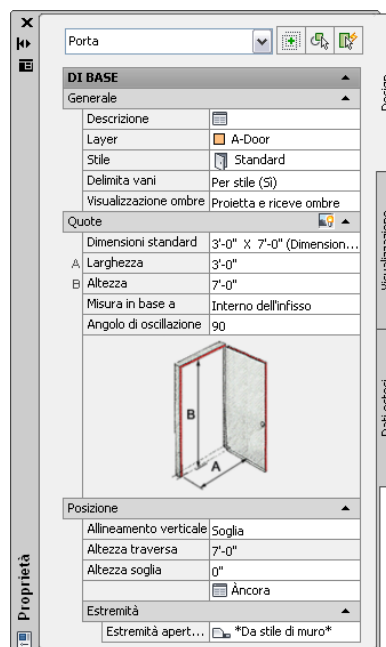 Porta
DI BASE
Generale
Descrizione
Layer A-Door
Stile Standard
Delimita vani Per stile (Sì)
Visualizzazione ombre Proietta e riceve ombre
Quote
Dimensioni standard 3'-0" X 7'-0" (Dimension...
A Larghezza 3'-0"
B Altezza 7'-0"
Misura in base a Interno dell'infisso
Angolo di oscillazione 90
B
A
Posizione
Allineamento verticale Soglia
Altezza traversa 7'-0"
Altezza soglia 0"
Àncora
Estremità
Estremità apert... *Da stile di muro*
Proprietà
Design
Visualizzazione
Dati estesi